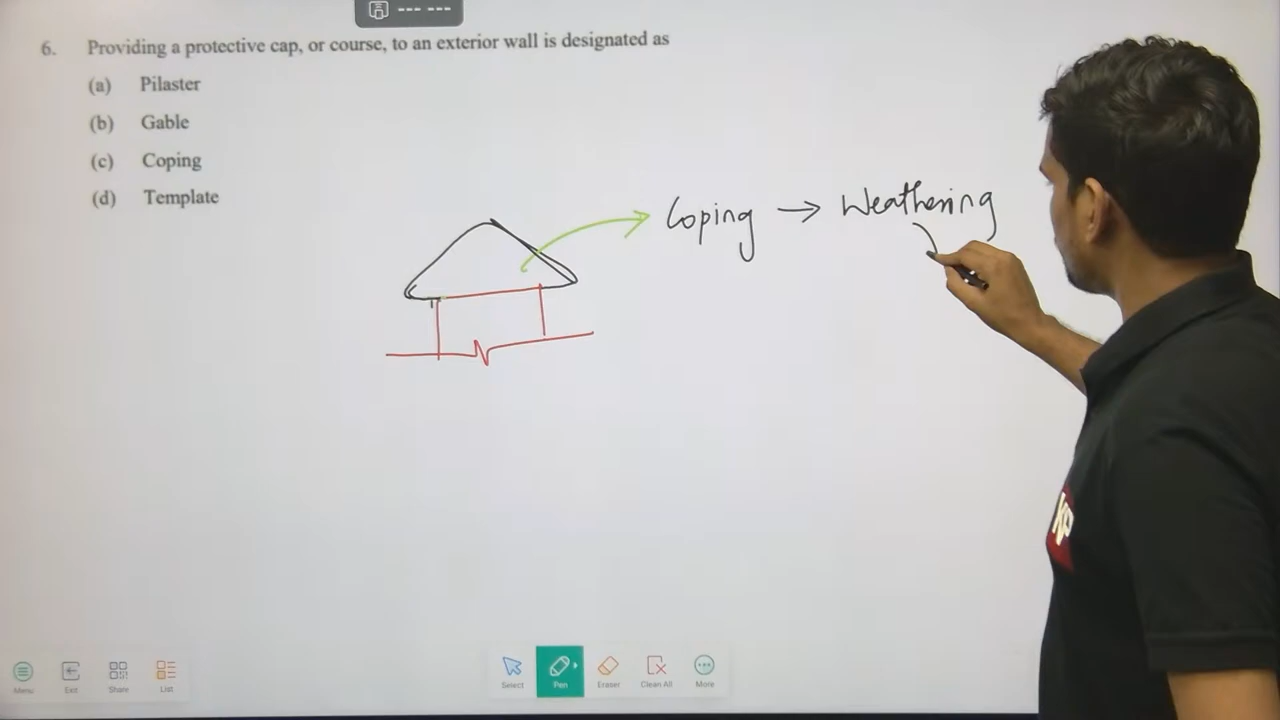 6. Providing a protective cap, or course, to an exterior wall is designated as
(a) Pilaster
(b) Gable
(c) Coping
(d) Template
Coping → Weathering
Menu
Exit
Share
List
Select
Pen
Eraser
Clean All
More